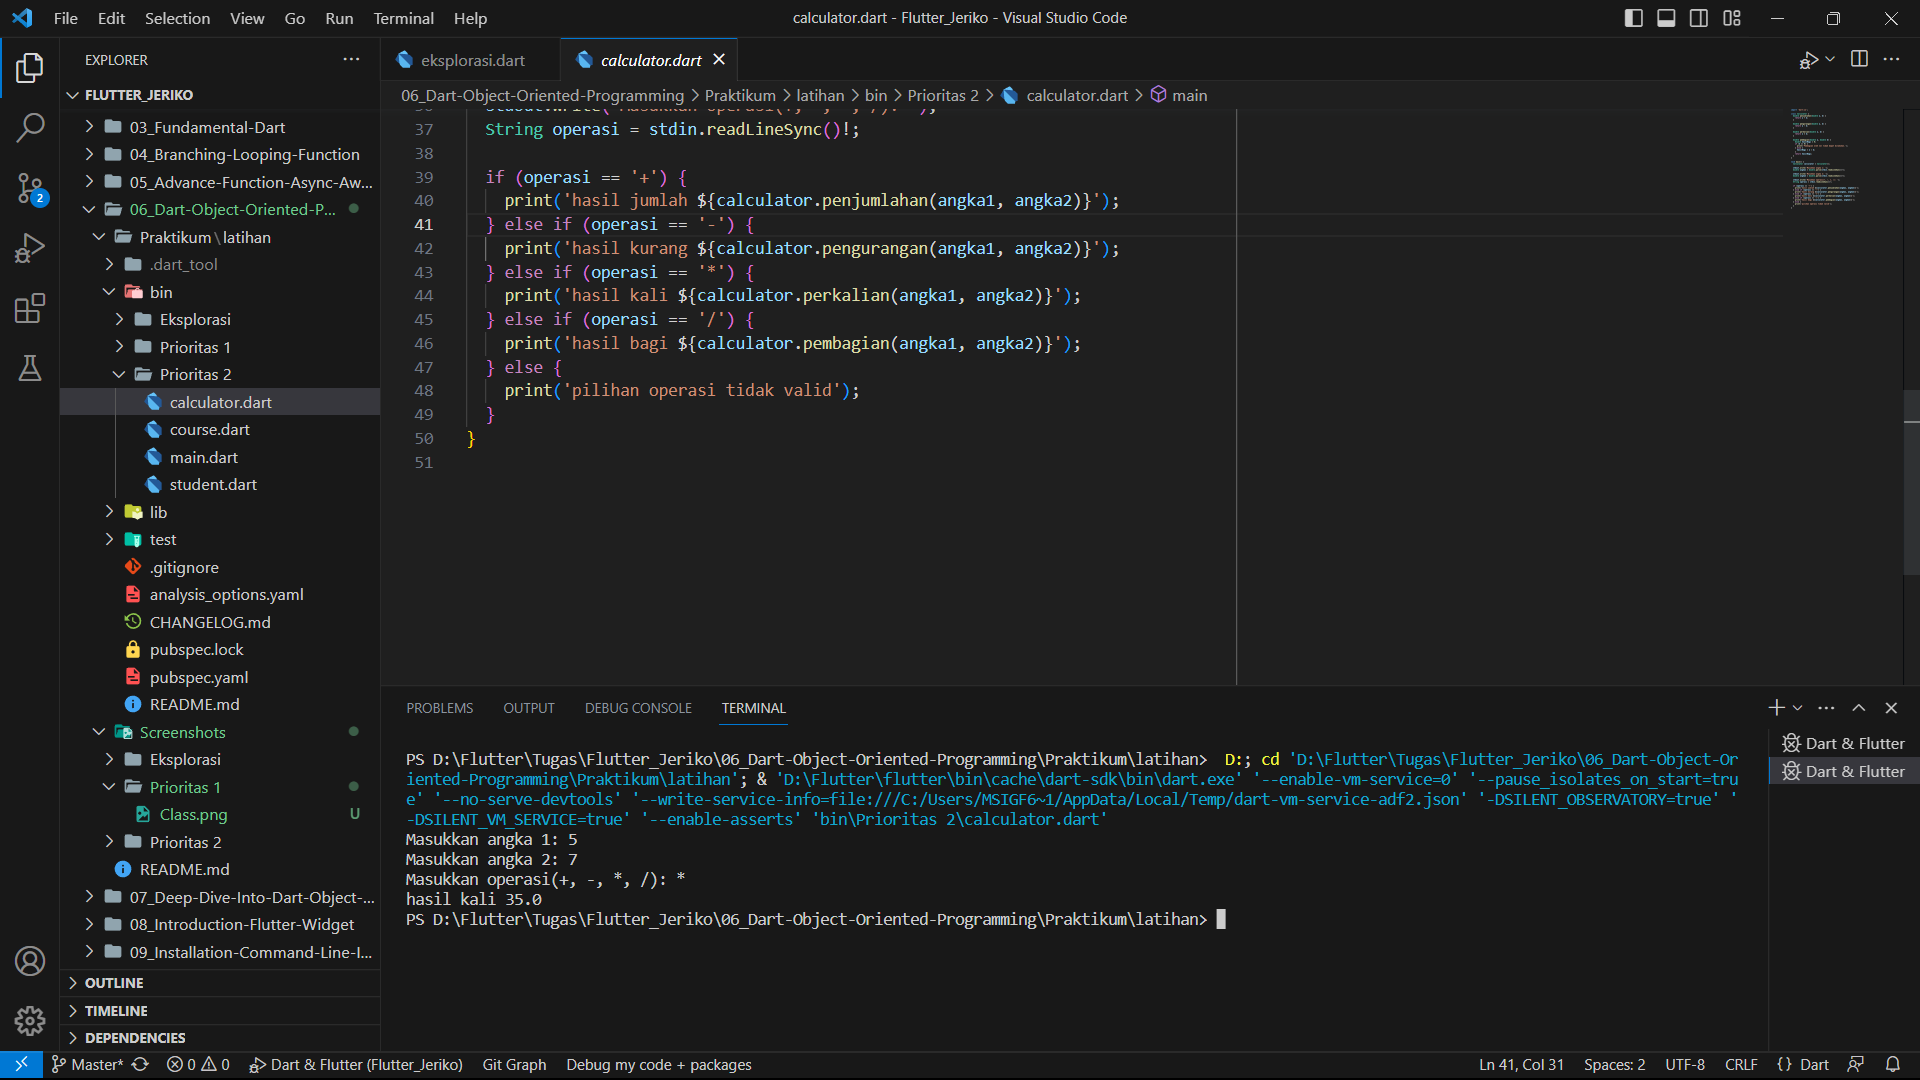 File Edit Selection View Go Run Terminal Help
calculator.dart - Flutter_Jeriko - Visual Studio Code
EXPLORER
FLUTTER_JERIKO
03_Fundamental-Dart
04_Branching-Looping-Function
05_Advance-Function-Async-Aw...
06_Dart-Object-Oriented-P...
Praktikum\latihan
.dart_tool
bin
Eksplorasi
Prioritas 1
Prioritas 2
calculator.dart
course.dart
main.dart
student.dart
lib
test
.gitignore
analysis_options.yaml
CHANGELOG.md
pubspec.lock
pubspec.yaml
README.md
Screenshots
Eksplorasi
Prioritas 1
Class.png U
Prioritas 2
README.md
07_Deep-Dive-Into-Dart-Object-...
08_Introduction-Flutter-Widget
09_Installation-Command-Line-I...
OUTLINE
TIMELINE
DEPENDENCIES
2
eksplorasi.dart calculator.dart
06_Dart-Object-Oriented-Programming > Praktikum > latihan > bin > Prioritas 2 > calculator.dart > main
37 String operasi = stdin.readLineSync()!;
38
39 if (operasi == '+') {
40 print('hasil jumlah ${calculator.penjumlahan(angka1, angka2)}');
41 } else if (operasi == '-') {
42 print('hasil kurang ${calculator.pengurangan(angka1, angka2)}');
43 } else if (operasi == '*') {
44 print('hasil kali ${calculator.perkalian(angka1, angka2)}');
45 } else if (operasi == '/') {
46 print('hasil bagi ${calculator.pembagian(angka1, angka2)}');
47 } else {
48 print('pilihan operasi tidak valid');
49 }
50 }
51
PROBLEMS OUTPUT DEBUG CONSOLE TERMINAL
PS D:\Flutter\Tugas\Flutter_Jeriko\06_Dart-Object-Oriented-Programming\Praktikum\latihan>  D:; cd 'D:\Flutter\Tugas\Flutter_Jeriko\06_Dart-Object-Or
iented-Programming\Praktikum\latihan'; & 'D:\Flutter\flutter\bin\cache\dart-sdk\bin\dart.exe' '--enable-vm-service=0' '--pause_isolates_on_start=tru
e' '--no-serve-devtools' '--write-service-info=file:///C:/Users/MSIGF6~1/AppData/Local/Temp/dart-vm-service-adf2.json' '-DSILENT_OBSERVATORY=true' '
-DSILENT_VM_SERVICE=true' '--enable-asserts' 'bin\Prioritas 2\calculator.dart'
Masukkan angka 1: 5
Masukkan angka 2: 7
Masukkan operasi(+, -, *, /): *
hasil kali 35.0
PS D:\Flutter\Tugas\Flutter_Jeriko\06_Dart-Object-Oriented-Programming\Praktikum\latihan>
Dart & Flutter
Dart & Flutter
Master* 0 0 Dart & Flutter (Flutter_Jeriko) Git Graph Debug my code + packages
Ln 41, Col 31 Spaces: 2 UTF-8 CRLF {} Dart